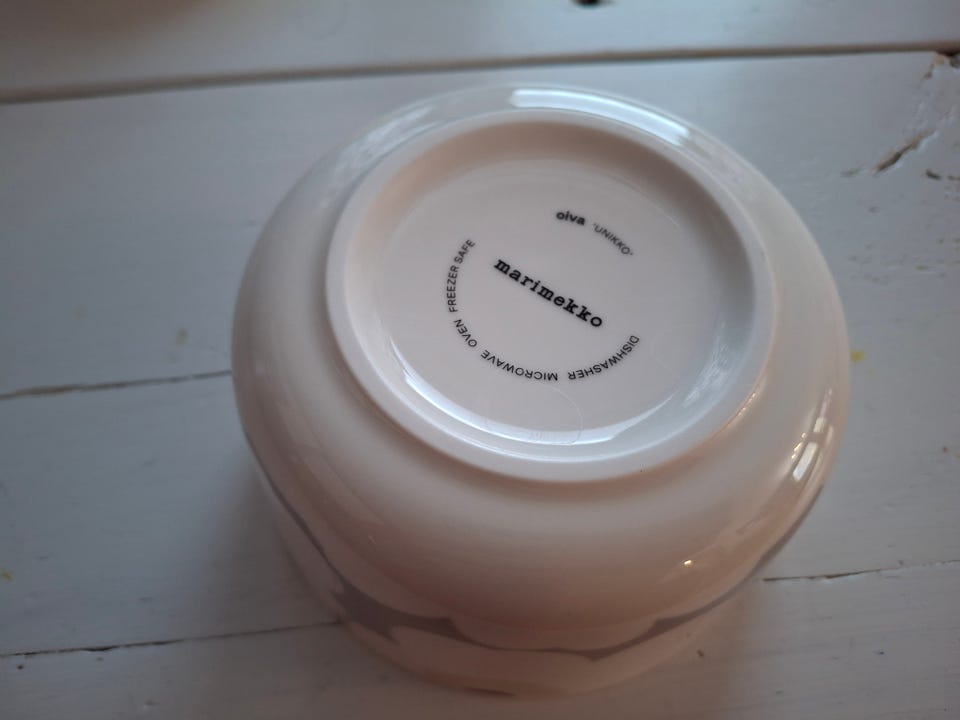 oiva "UNIKKO"
marimekko
DISHWASHER MICROWAVE OVEN FREEZER SAFE